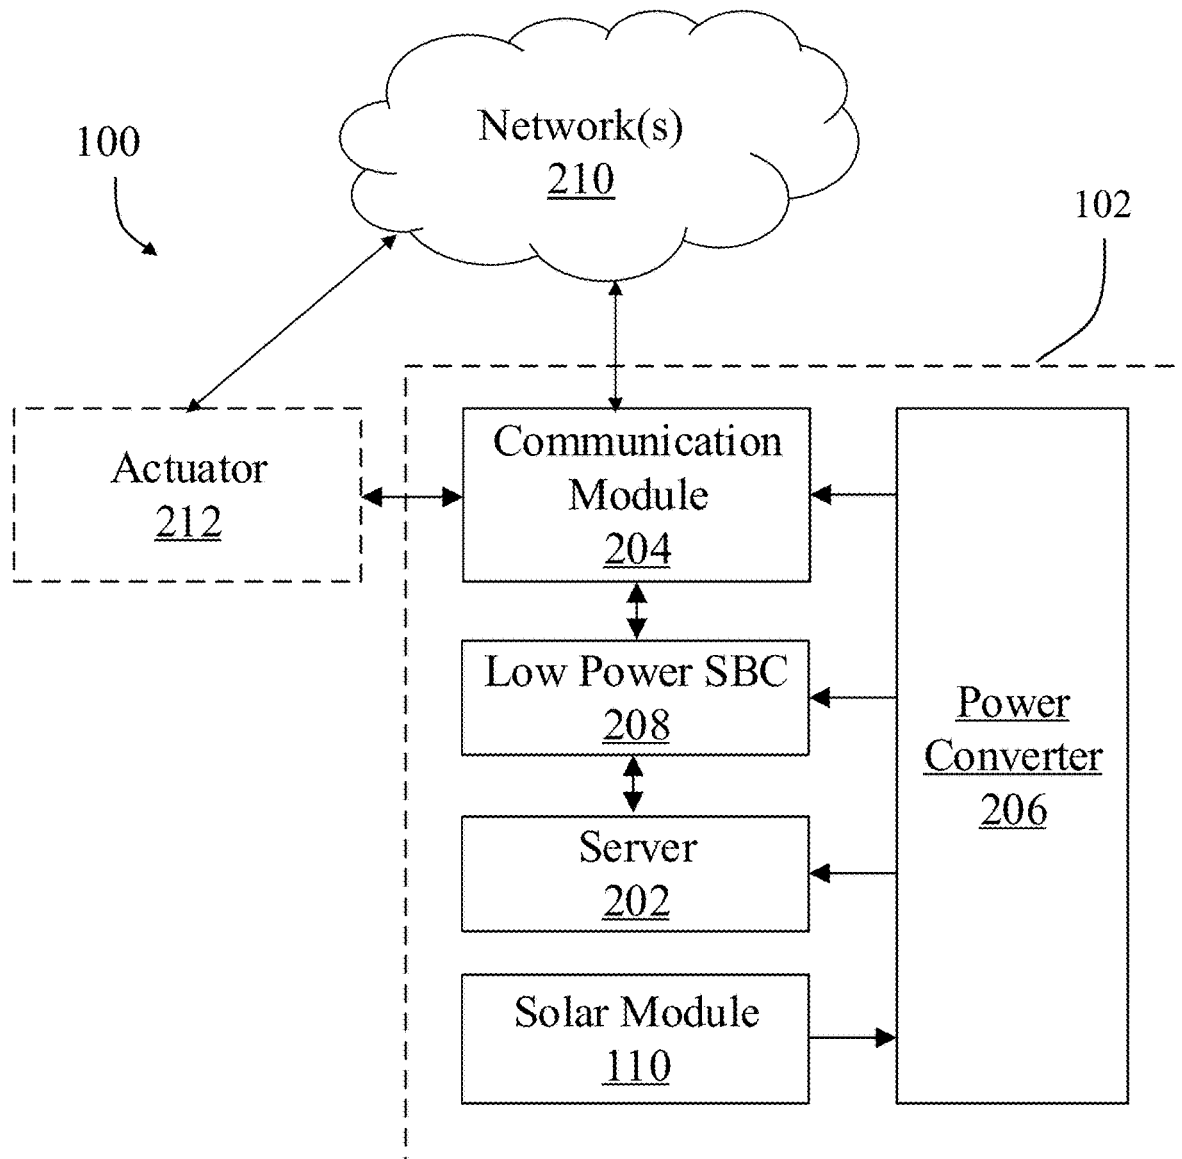 Network(s)
210
100
102
Actuator
212
Communication
Module
204
Low Power SBC
208
Power
Converter
206
Server
202
Solar Module
110